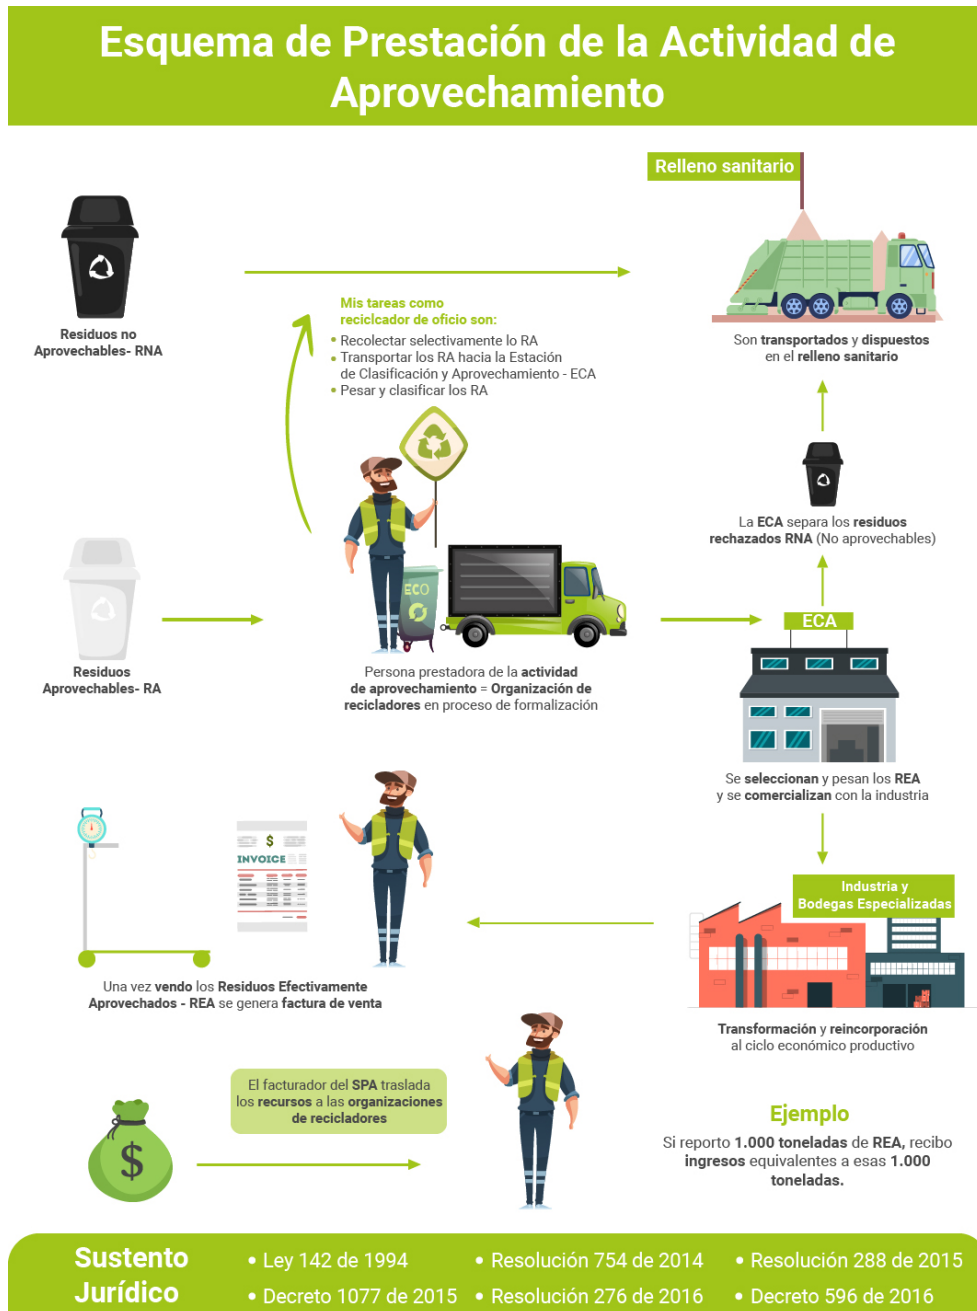 Esquema de Prestación de la Actividad de
Aprovechamiento
Relleno sanitario
Residuos no
Aprovechables- RNA
Mis tareas como
reciclcador de oficio son:
• Recolectar selectivamente lo RA
• Transportar los RA hacia la Estación
de Clasificación y Aprovechamiento - ECA
• Pesar y clasificar los RA
Son transportados y dispuestos
en el relleno sanitario
La ECA separa los residuos
rechazados RNA (No aprovechables)
ECO
ECA
Residuos
Aprovechables- RA
Persona prestadora de la actividad
de aprovechamiento = Organización de
recicladores en proceso de formalización
Se seleccionan y pesan los REA
y se comercializan con la industria
$
INVOICE
Industria y
Bodegas Especializadas
Una vez vendo los Residuos Efectivamente
Aprovechados - REA se genera factura de venta
Transformación y reincorporación
al ciclo económico productivo
El facturador del SPA traslada
los recursos a las organizaciones
de recicladores
$
Ejemplo
Si reporto 1.000 toneladas de REA, recibo
ingresos equivalentes a esas 1.000
toneladas.
Sustento
Jurídico
• Ley 142 de 1994
• Resolución 754 de 2014
• Resolución 288 de 2015
• Decreto 1077 de 2015
• Resolución 276 de 2016
• Decreto 596 de 2016